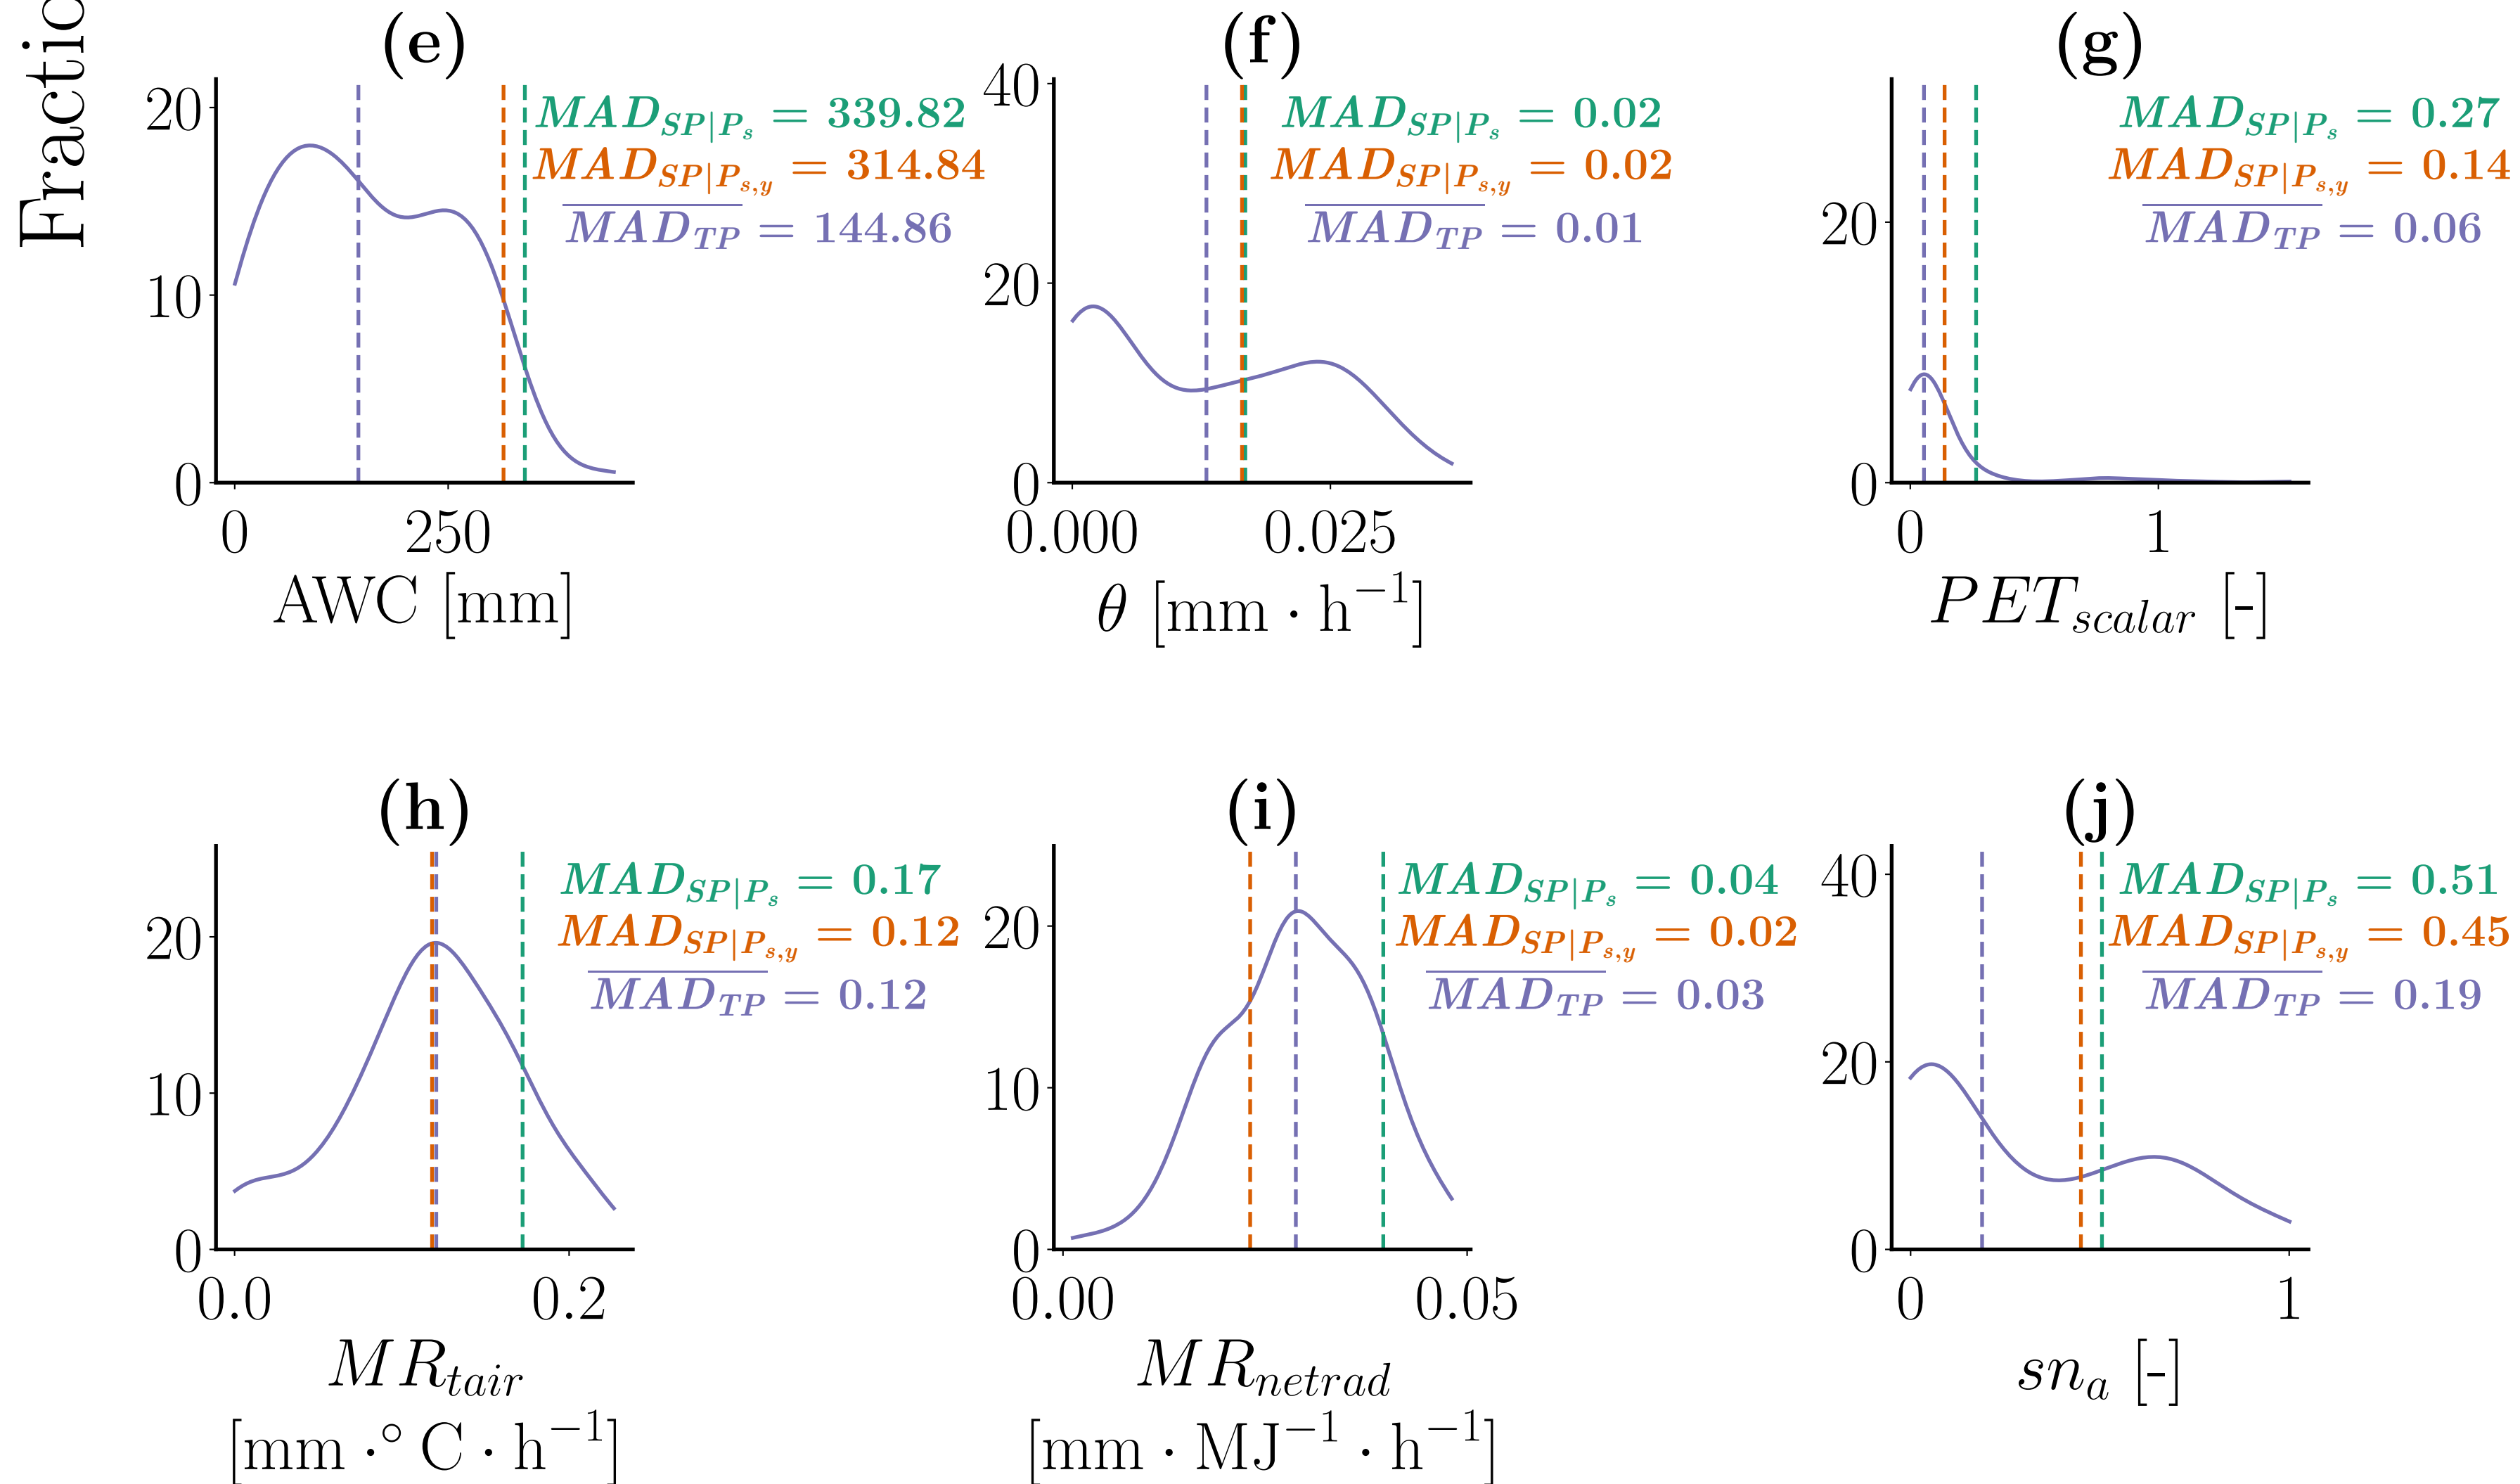 Fractio
(e)
20
10
0
0 250
AWC [mm]
MAD_{SP|P_s} = 339.82
MAD_{SP|P_{s,y}} = 314.84
\overline{MAD_{TP}} = 144.86
(f)
40
20
0
0.000 0.025
θ [mm · h⁻¹]
MAD_{SP|P_s} = 0.02
MAD_{SP|P_{s,y}} = 0.02
\overline{MAD_{TP}} = 0.01
(g)
20
0
0 1
PET_{scalar} [-]
MAD_{SP|P_s} = 0.27
MAD_{SP|P_{s,y}} = 0.14
\overline{MAD_{TP}} = 0.06
(h)
20
10
0
0.0 0.2
MR_{tair}
[mm ·° C · h⁻¹]
MAD_{SP|P_s} = 0.17
MAD_{SP|P_{s,y}} = 0.12
\overline{MAD_{TP}} = 0.12
(i)
20
10
0
0.00 0.05
MR_{netrad}
[mm · MJ⁻¹ · h⁻¹]
MAD_{SP|P_s} = 0.04
MAD_{SP|P_{s,y}} = 0.02
\overline{MAD_{TP}} = 0.03
(j)
40
20
0
0 1
sn_a [-]
MAD_{SP|P_s} = 0.51
MAD_{SP|P_{s,y}} = 0.45
\overline{MAD_{TP}} = 0.19